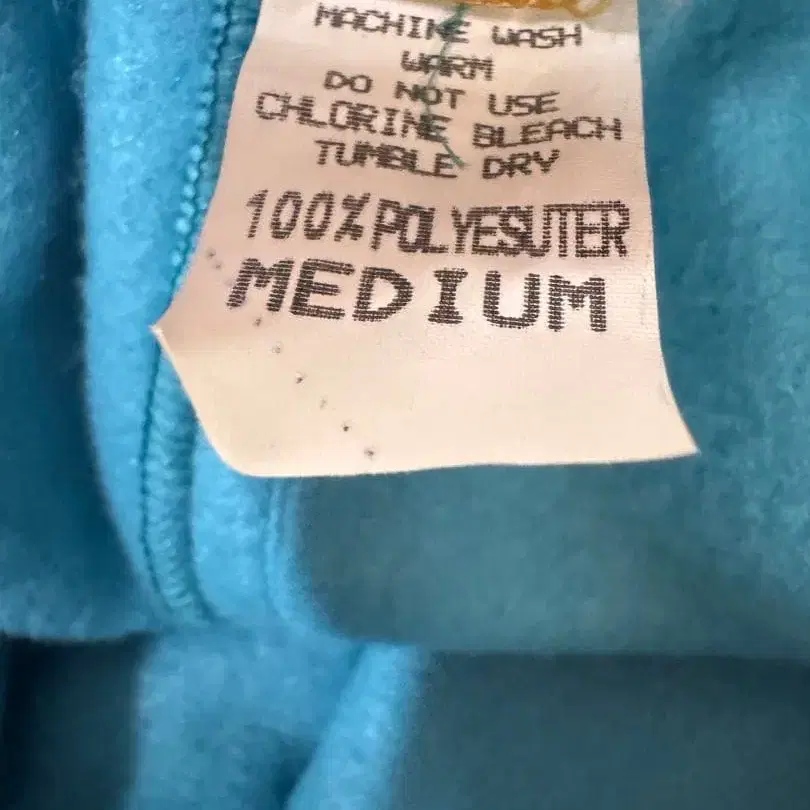 MACHINE WASH
WARM
DO NOT USE
CHLORINE BLEACH
TUMBLE DRY
100%POLYESUTER
MEDIUM